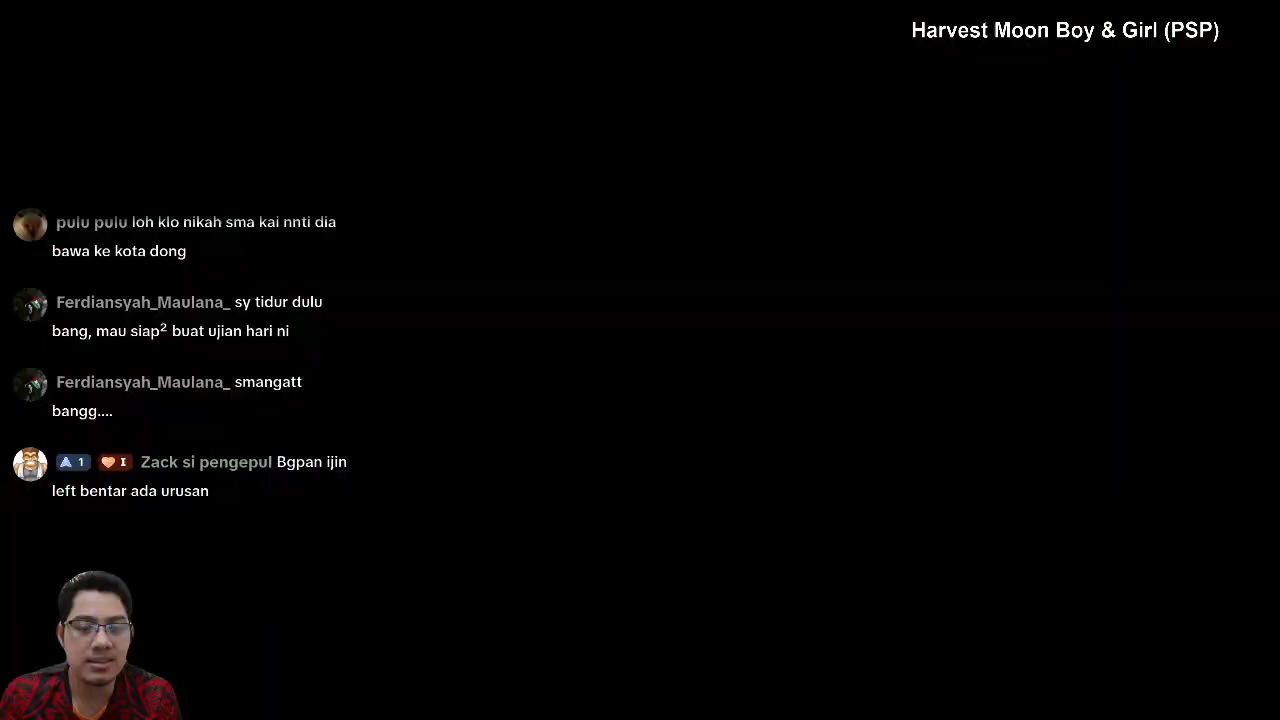 Harvest Moon Boy & Girl (PSP)
pulu pulu loh klo nikah sma kai nnti dia
bawa ke kota dong
Ferdiansyah_Maulana_ sy tidur dulu
bang, mau siap² buat ujian hari ni
Ferdiansyah_Maulana_ smangatt
bangg....
1 I Zack si pengepul Bgpan ijin
left bentar ada urusan